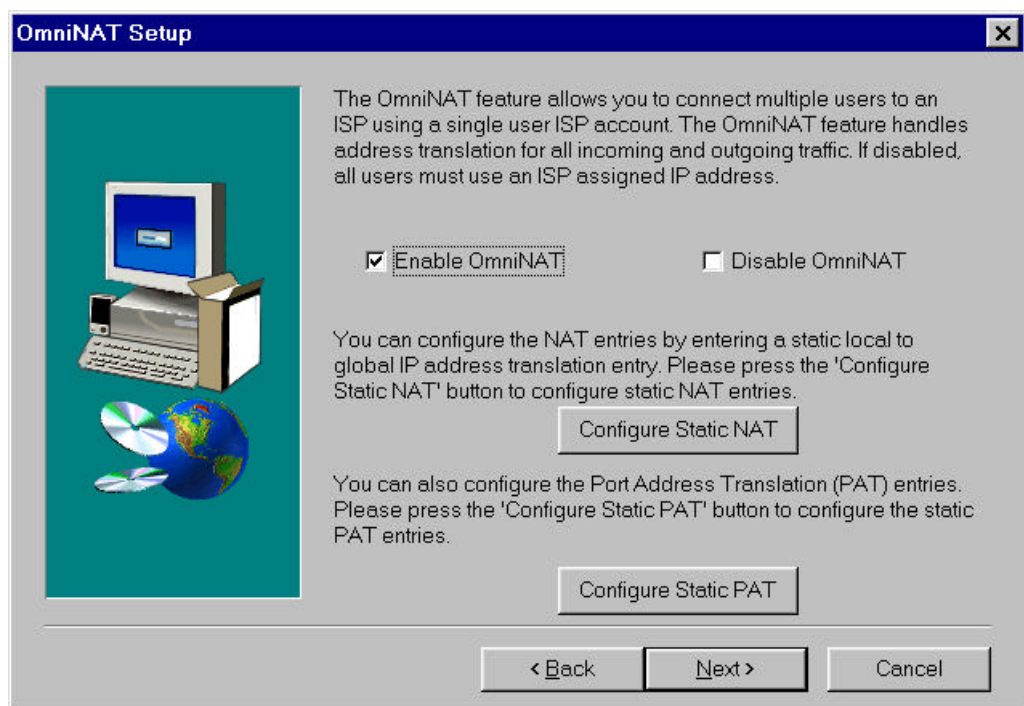 OmniNAT Setup
The OmniNAT feature allows you to connect multiple users to an
ISP using a single user ISP account. The OmniNAT feature handles
address translation for all incoming and outgoing traffic. If disabled,
all users must use an ISP assigned IP address.
Enable OmniNAT
Disable OmniNAT
You can configure the NAT entries by entering a static local to
global IP address translation entry. Please press the 'Configure
Static NAT' button to configure static NAT entries.
Configure Static NAT
You can also configure the Port Address Translation (PAT) entries.
Please press the 'Configure Static PAT' button to configure the static
PAT entries.
Configure Static PAT
< Back
Next >
Cancel